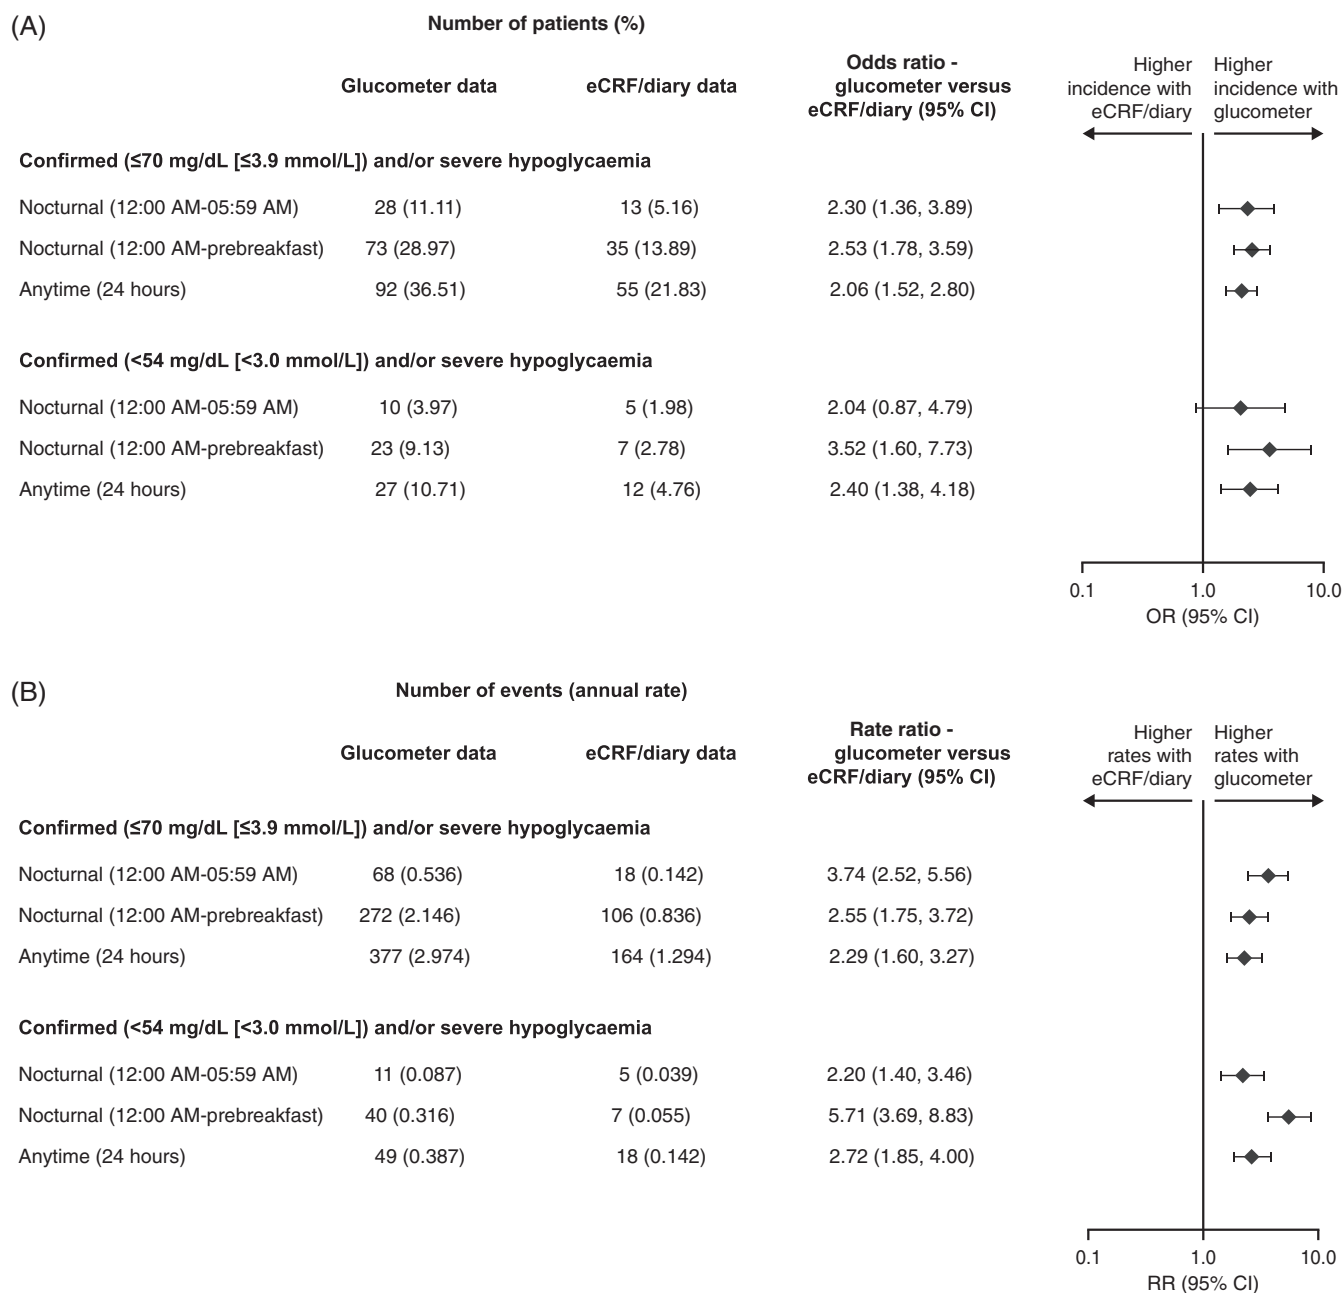 (A)
Number of patients (%)
Glucometer data
eCRF/diary data
Odds ratio -
glucometer versus
eCRF/diary (95% CI)
Higher
incidence with
eCRF/diary
Higher
incidence with
glucometer
Confirmed (≤70 mg/dL [≤3.9 mmol/L]) and/or severe hypoglycaemia
Nocturnal (12:00 AM-05:59 AM) 28 (11.11) 13 (5.16) 2.30 (1.36, 3.89)
Nocturnal (12:00 AM-prebreakfast) 73 (28.97) 35 (13.89) 2.53 (1.78, 3.59)
Anytime (24 hours) 92 (36.51) 55 (21.83) 2.06 (1.52, 2.80)
Confirmed (<54 mg/dL [<3.0 mmol/L]) and/or severe hypoglycaemia
Nocturnal (12:00 AM-05:59 AM) 10 (3.97) 5 (1.98) 2.04 (0.87, 4.79)
Nocturnal (12:00 AM-prebreakfast) 23 (9.13) 7 (2.78) 3.52 (1.60, 7.73)
Anytime (24 hours) 27 (10.71) 12 (4.76) 2.40 (1.38, 4.18)
0.1 1.0 10.0
OR (95% CI)
(B)
Number of events (annual rate)
Glucometer data
eCRF/diary data
Rate ratio -
glucometer versus
eCRF/diary (95% CI)
Higher
rates with
eCRF/diary
Higher
rates with
glucometer
Confirmed (≤70 mg/dL [≤3.9 mmol/L]) and/or severe hypoglycaemia
Nocturnal (12:00 AM-05:59 AM) 68 (0.536) 18 (0.142) 3.74 (2.52, 5.56)
Nocturnal (12:00 AM-prebreakfast) 272 (2.146) 106 (0.836) 2.55 (1.75, 3.72)
Anytime (24 hours) 377 (2.974) 164 (1.294) 2.29 (1.60, 3.27)
Confirmed (<54 mg/dL [<3.0 mmol/L]) and/or severe hypoglycaemia
Nocturnal (12:00 AM-05:59 AM) 11 (0.087) 5 (0.039) 2.20 (1.40, 3.46)
Nocturnal (12:00 AM-prebreakfast) 40 (0.316) 7 (0.055) 5.71 (3.69, 8.83)
Anytime (24 hours) 49 (0.387) 18 (0.142) 2.72 (1.85, 4.00)
0.1 1.0 10.0
RR (95% CI)